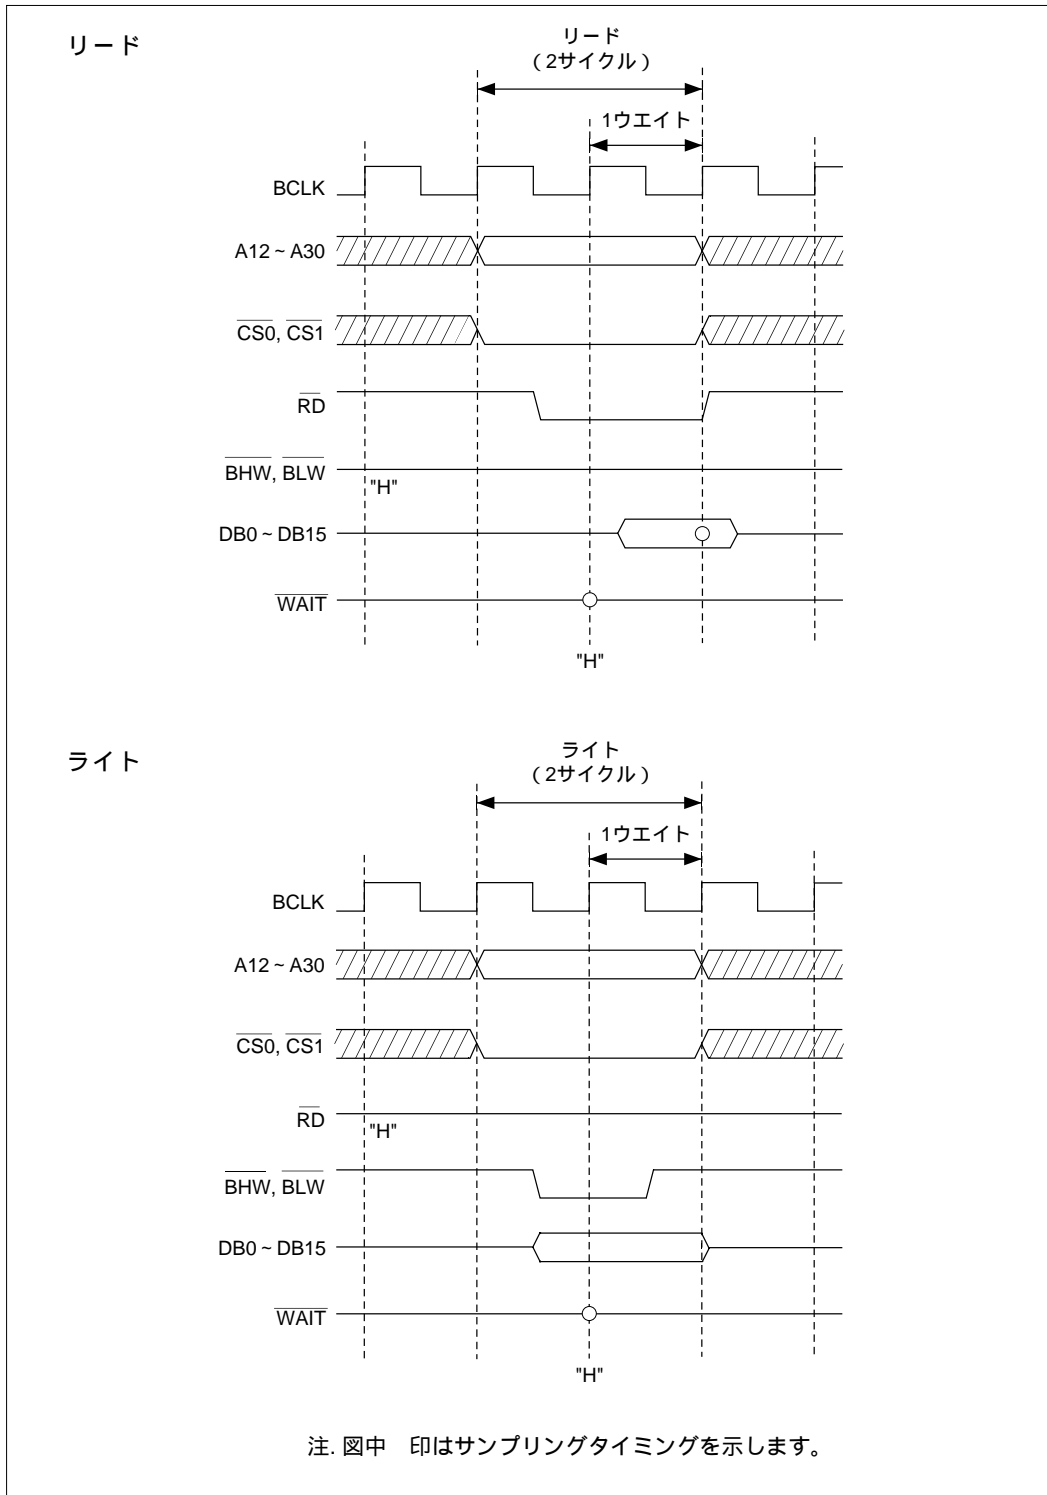 リード
リード
（2サイクル）
1ウエイト
BCLK
A12 ~ A30
CS0, CS1
RD
BHW, BLW
"H"
DB0 ~ DB15
WAIT
"H"
ライト
ライト
（2サイクル）
1ウエイト
BCLK
A12 ~ A30
CS0, CS1
RD
"H"
BHW, BLW
DB0 ~ DB15
WAIT
"H"
注. 図中　印はサンプリングタイミングを示します。